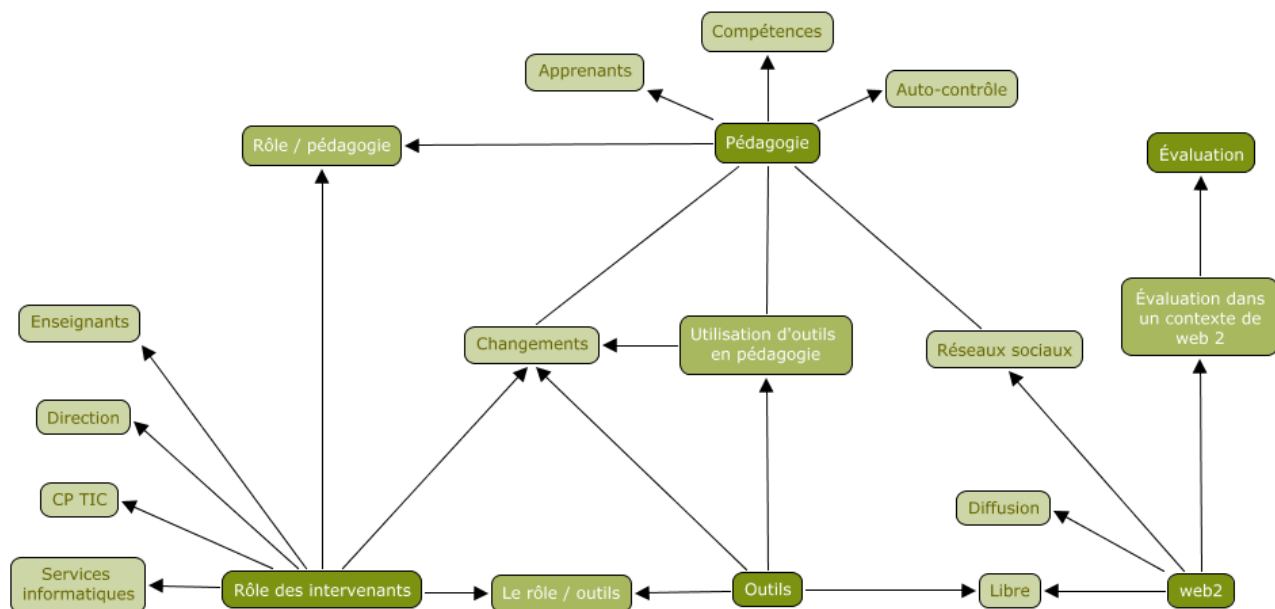 Compétences
Apprenants
Auto-contrôle
Rôle / pédagogie
Pédagogie
Évaluation
Enseignants
Changements
Utilisation d'outils
en pédagogie
Réseaux sociaux
Évaluation dans
un contexte de
web 2
Direction
CP TIC
Diffusion
Services
informatiques
Rôle des intervenants
Le rôle / outils
Outils
Libre
web2